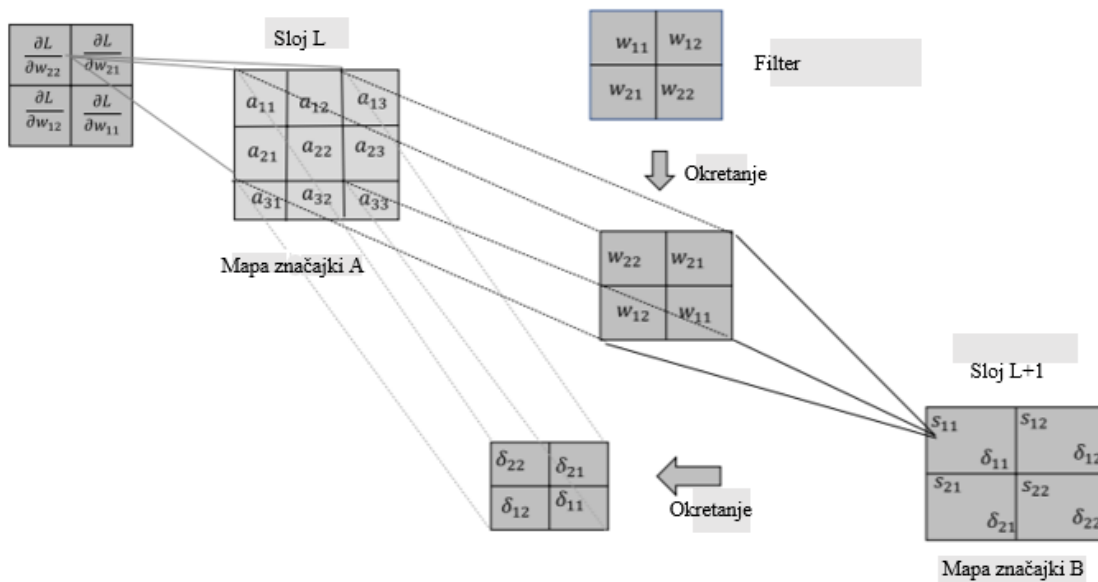 ∂L/∂w₂₂ ∂L/∂w₂₁
∂L/∂w₁₂ ∂L/∂w₁₁
Sloj L
a₁₁ a₁₂ a₁₃
a₂₁ a₂₂ a₂₃
a₃₁ a₃₂ a₃₃
Mapa značajki A
w₁₁ w₁₂
w₂₁ w₂₂
Filter
Okretanje
w₂₂ w₂₁
w₁₂ w₁₁
δ₂₂ δ₂₁
δ₁₂ δ₁₁
Okretanje
Sloj L+1
s₁₁ s₁₂
δ₁₁ δ₁₂
s₂₁ s₂₂
δ₂₁ δ₂₂
Mapa značajki B